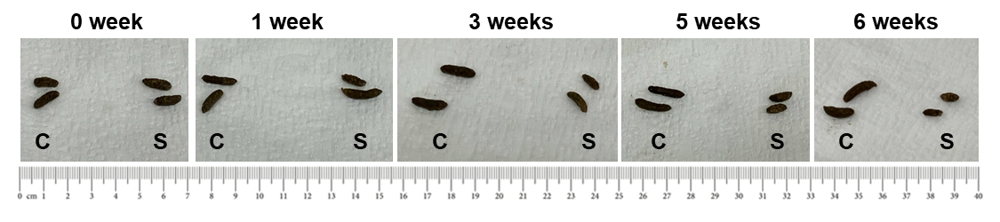 0 week 1 week 3 weeks 5 weeks 6 weeks
C S C S C S C S C S
0 cm 1 2 3 4 5 6 7 8 9 10 11 12 13 14 15 16 17 18 19 20 21 22 23 24 25 26 27 28 29 30 31 32 33 34 35 36 37 38 39 40